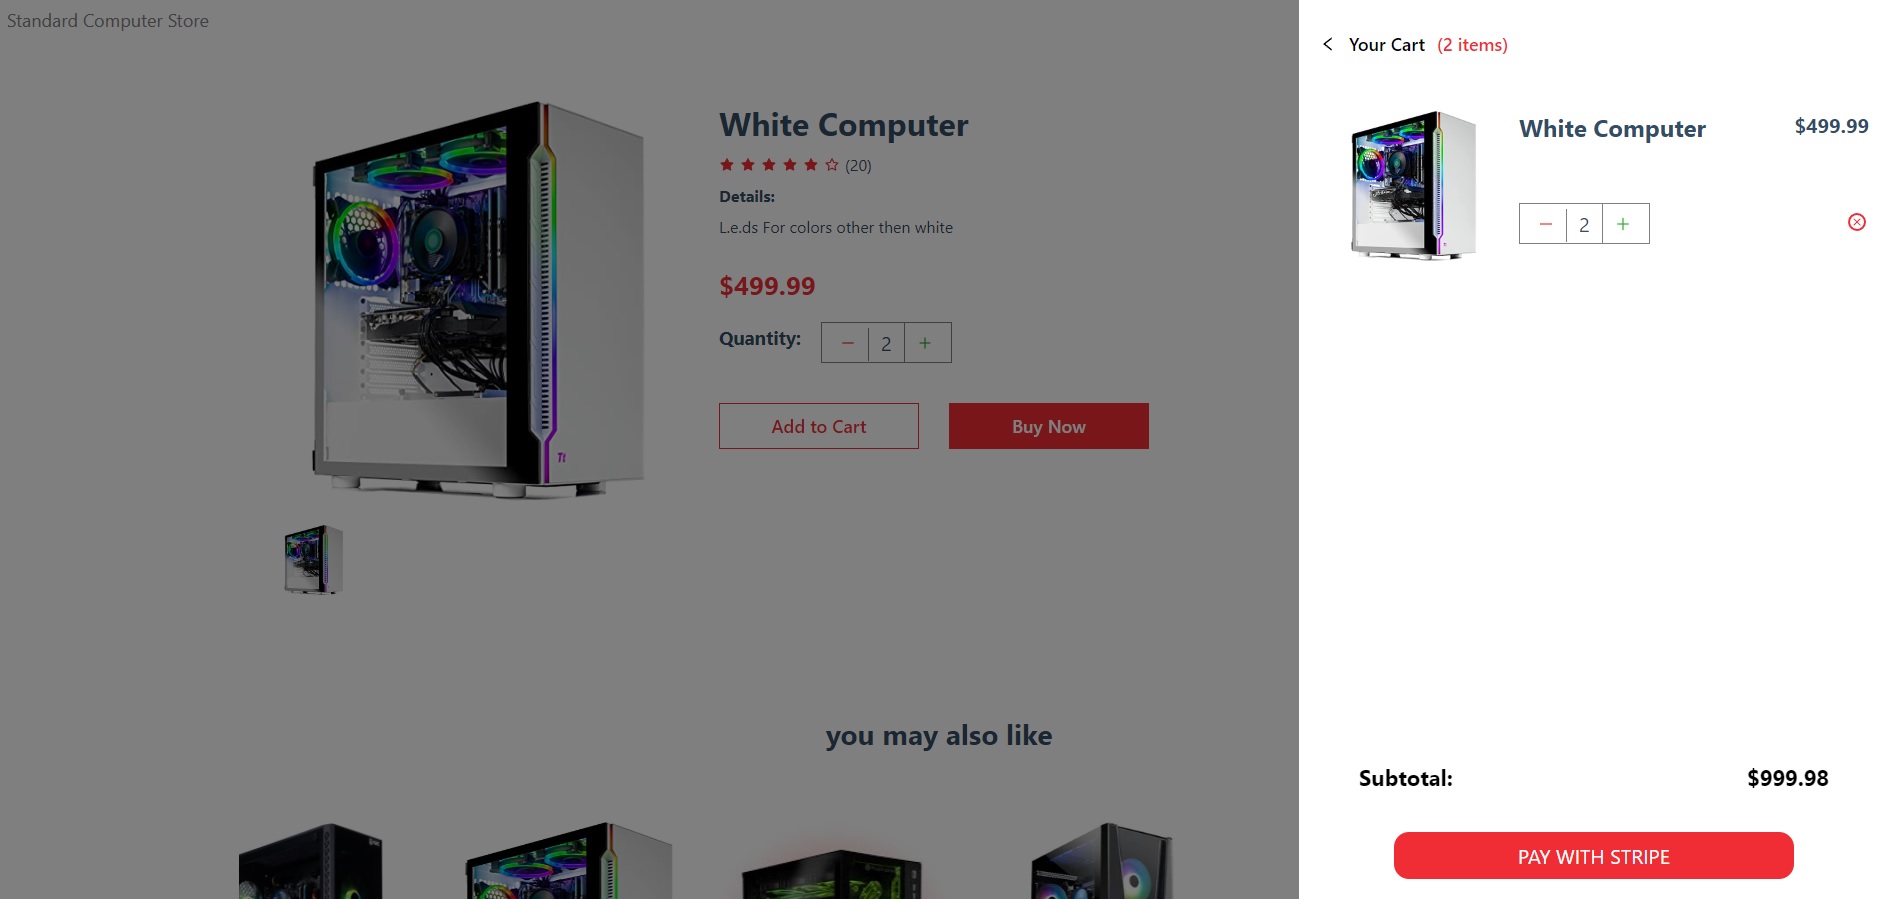 Standard Computer Store
White Computer
(20)
Details:
L.e.ds For colors other then white
$499.99
Quantity:
2
Add to Cart
Buy Now
you may also like
Your Cart (2 items)
White Computer
$499.99
2
Subtotal:
$999.98
PAY WITH STRIPE